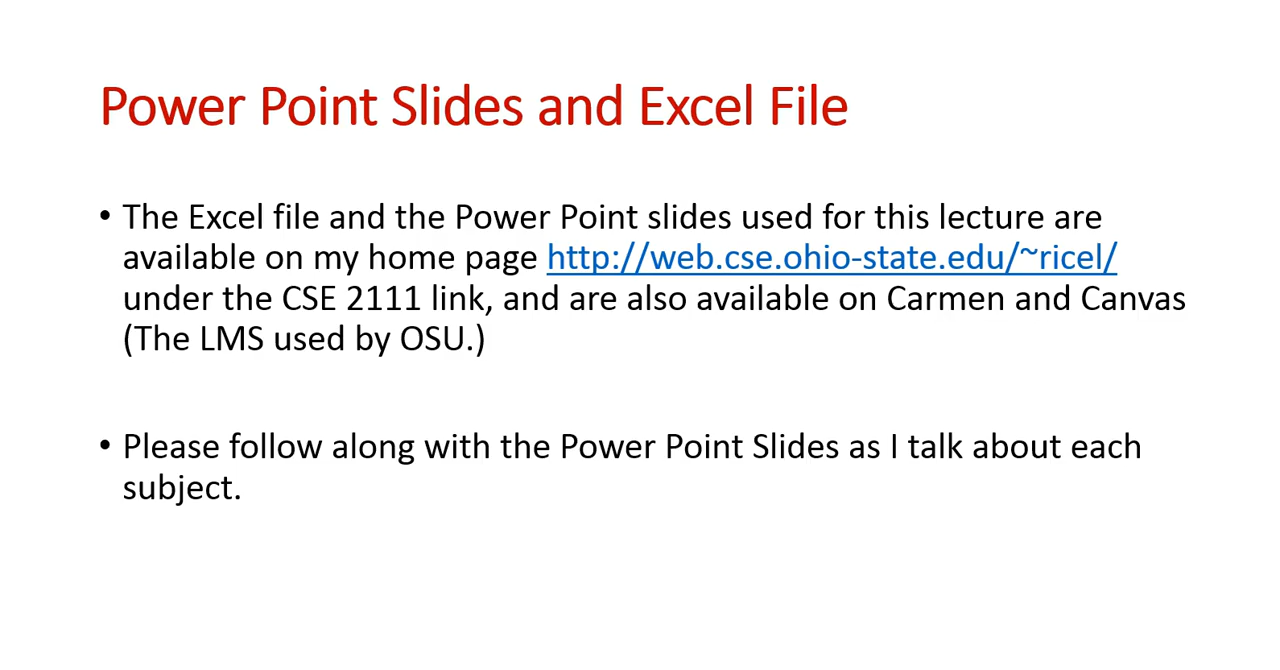 Power Point Slides and Excel File
• The Excel file and the Power Point slides used for this lecture are
available on my home page http://web.cse.ohio-state.edu/~ricel/
under the CSE 2111 link, and are also available on Carmen and Canvas
(The LMS used by OSU.)
• Please follow along with the Power Point Slides as I talk about each
subject.